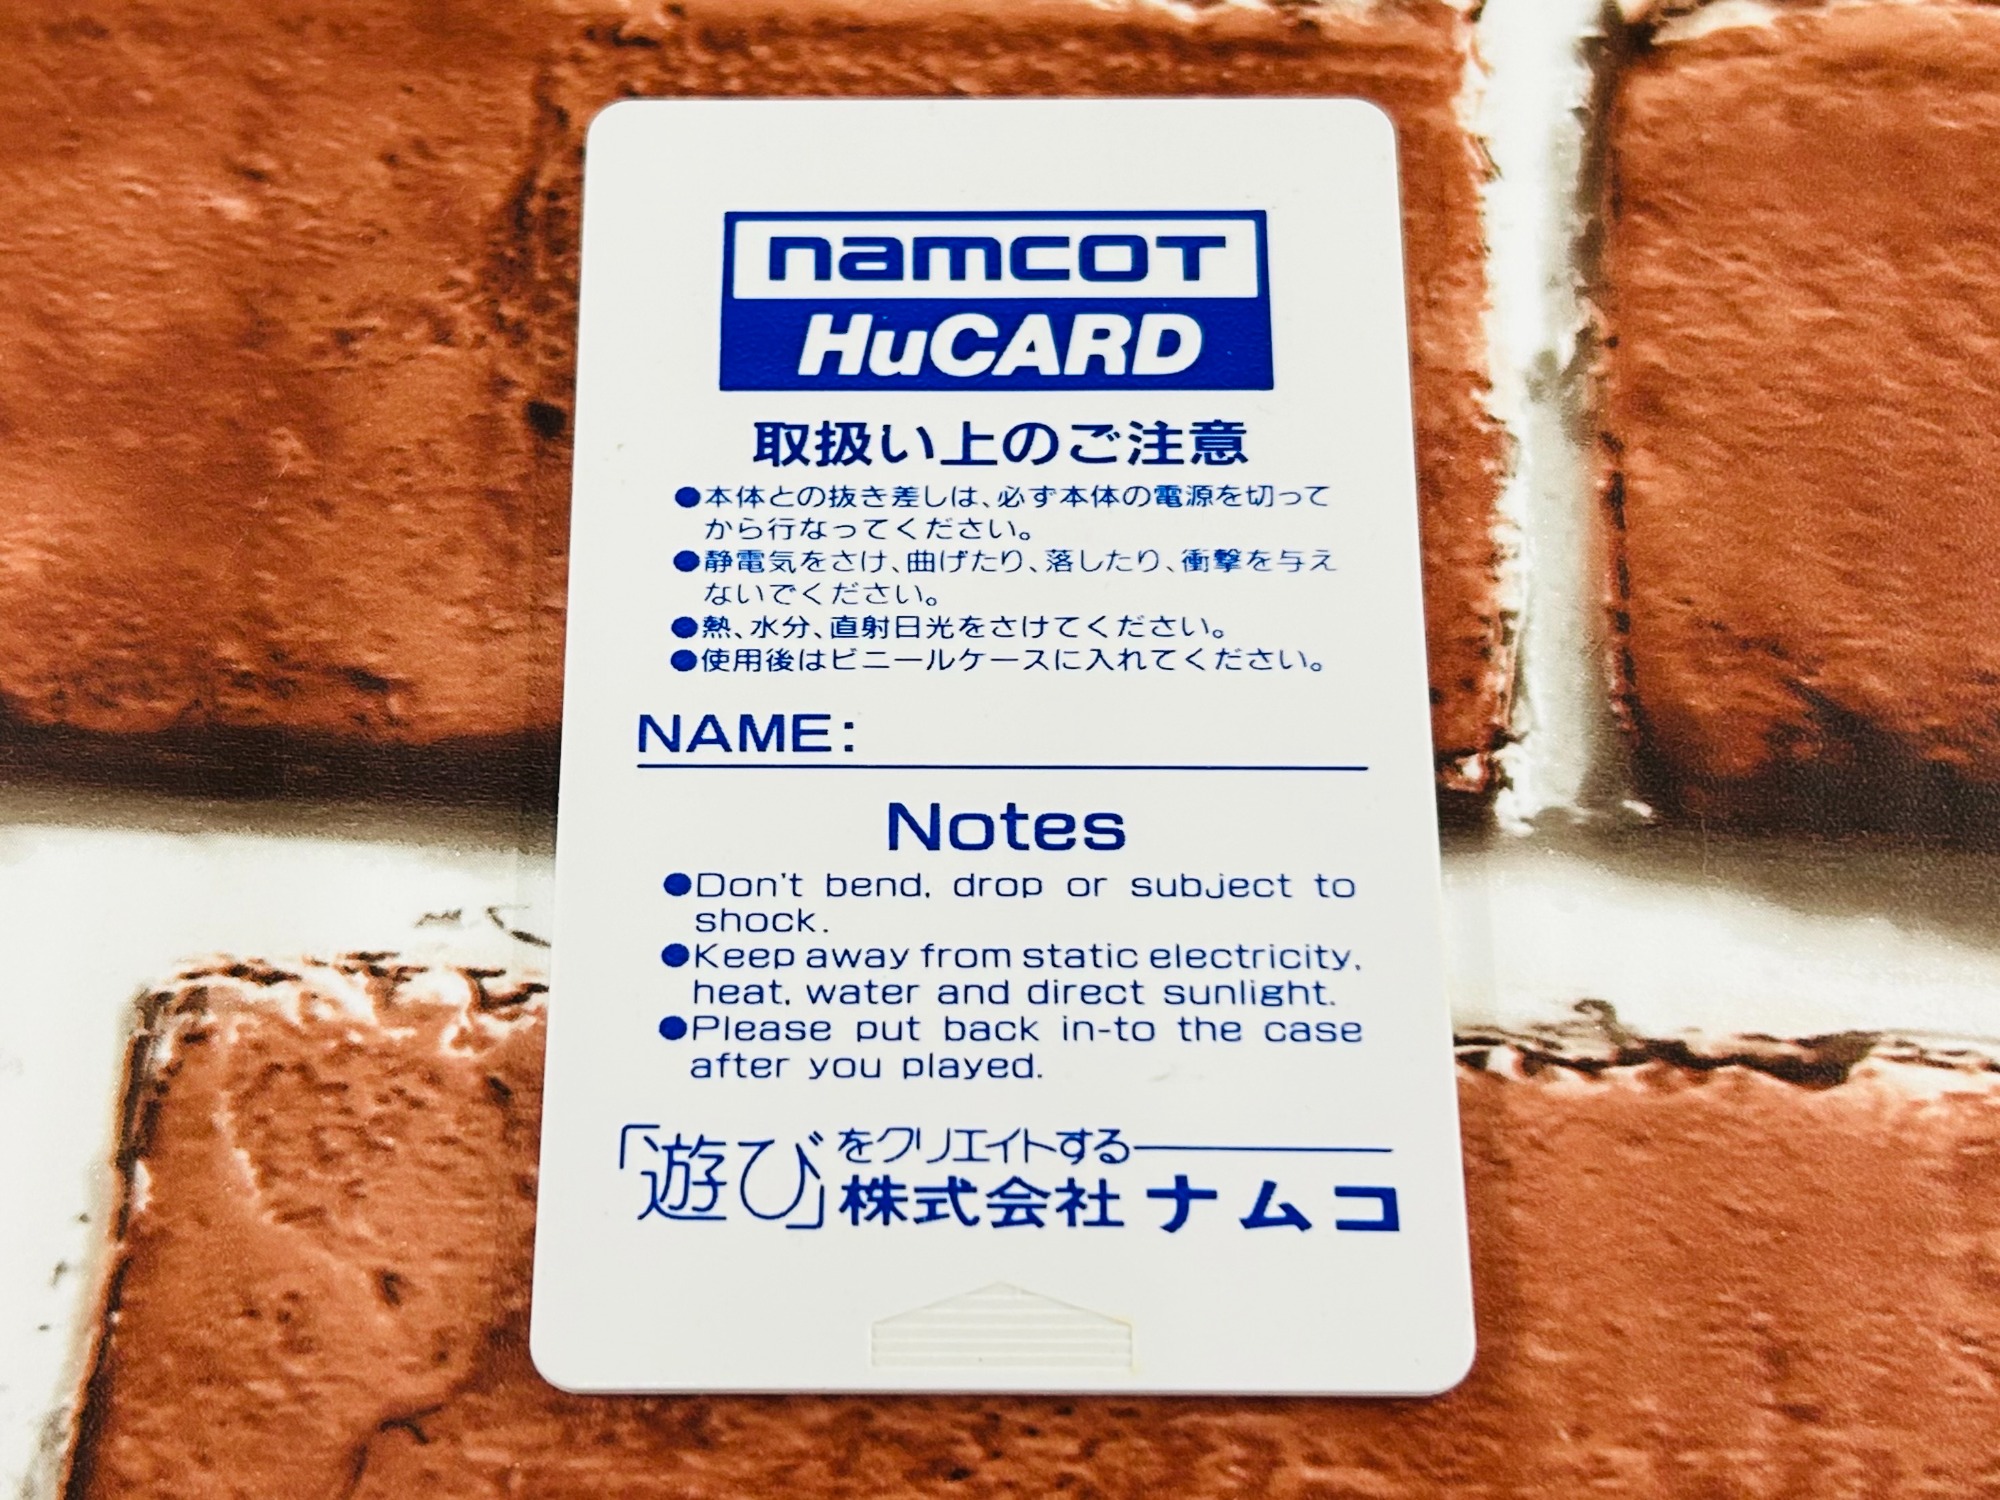 namcoT
HuCARD
取扱い上のご注意
●本体との抜き差しは、必ず本体の電源を切って
から行なってください。
●静電気をさけ、曲げたり、落したり、衝撃を与え
ないでください。
●熱、水分、直射日光をさけてください。
●使用後はビニールケースに入れてください。
NAME:
Notes
●Don't bend, drop or subject to
shock.
●Keep away from static electricity,
heat, water and direct sunlight.
●Please put back in-to the case
after you played.
「遊び」をクリエイトする
株式会社ナムコ